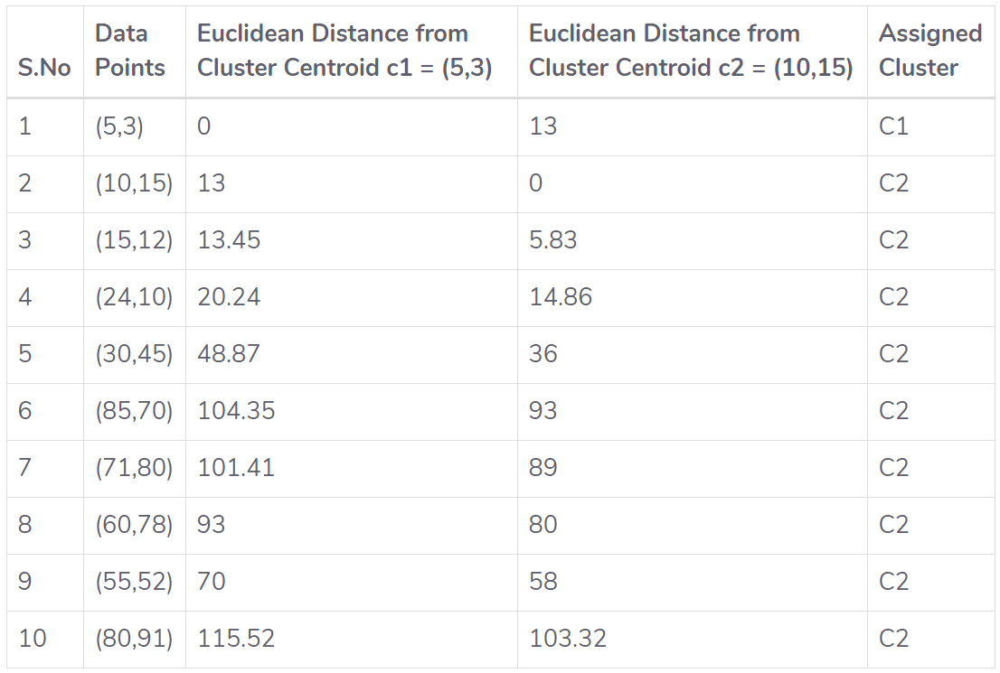 S.No Data Points Euclidean Distance from Cluster Centroid c1 = (5,3) Euclidean Distance from Cluster Centroid c2 = (10,15) Assigned Cluster
1 (5,3) 0 13 C1
2 (10,15) 13 0 C2
3 (15,12) 13.45 5.83 C2
4 (24,10) 20.24 14.86 C2
5 (30,45) 48.87 36 C2
6 (85,70) 104.35 93 C2
7 (71,80) 101.41 89 C2
8 (60,78) 93 80 C2
9 (55,52) 70 58 C2
10 (80,91) 115.52 103.32 C2